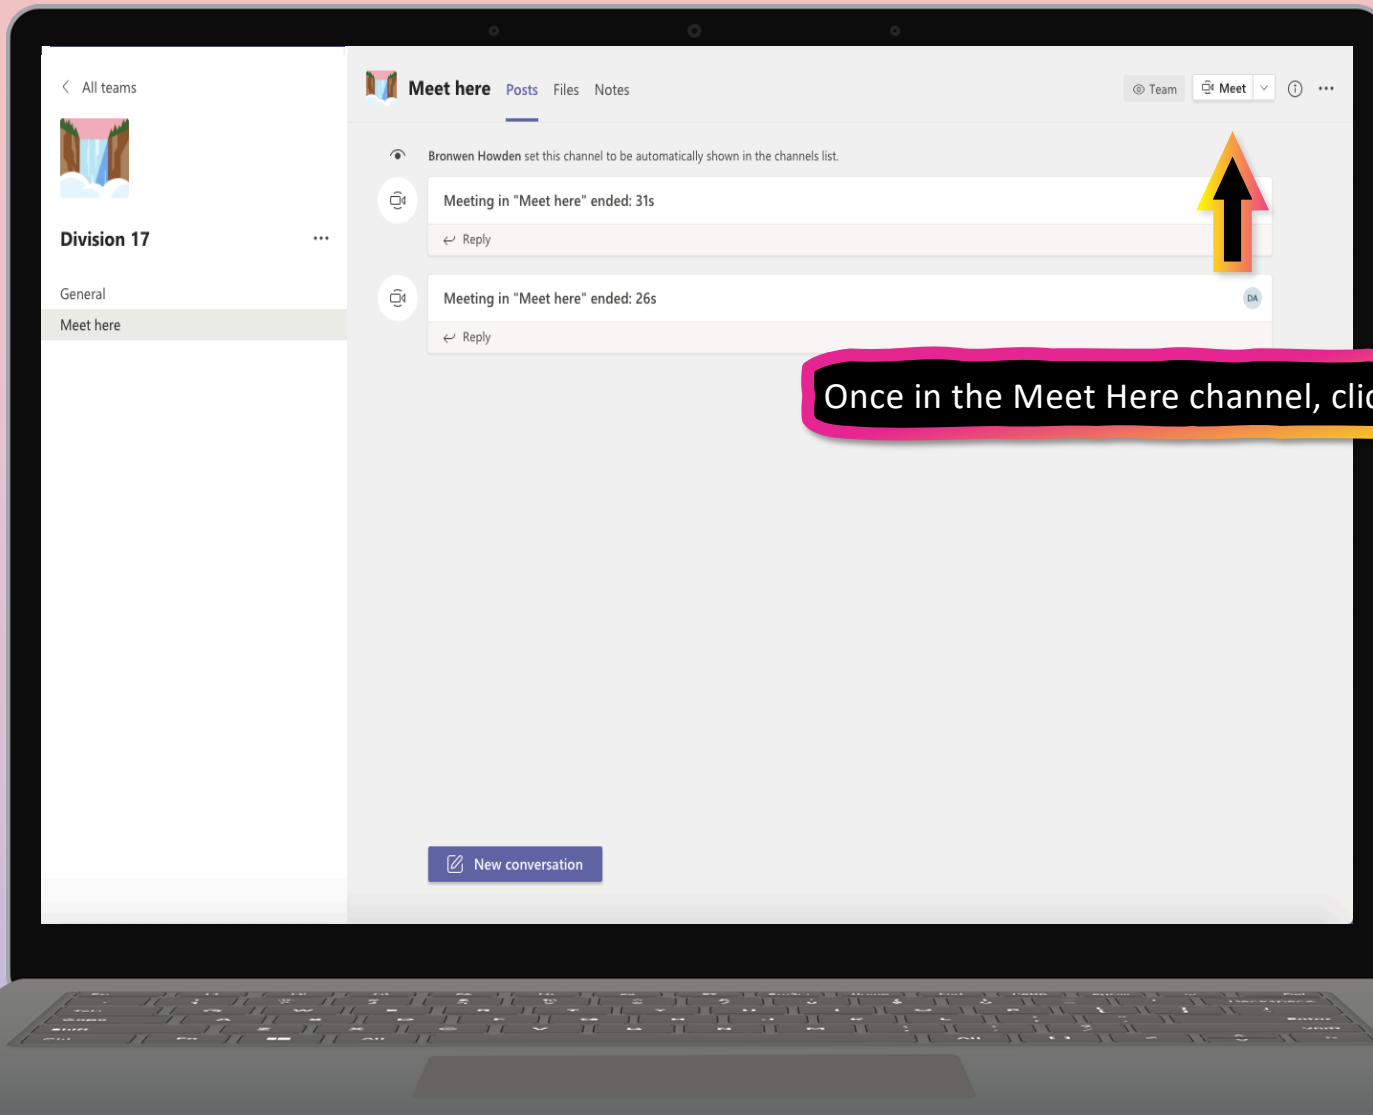 All teams
Meet here Posts Files Notes
Team Meet
Bronwen Howden set this channel to be automatically shown in the channels list.
Meeting in "Meet here" ended: 31s
Reply
Division 17
General
Meet here
Meeting in "Meet here" ended: 26s
DA
Reply
Once in the Meet Here channel, clic
New conversation